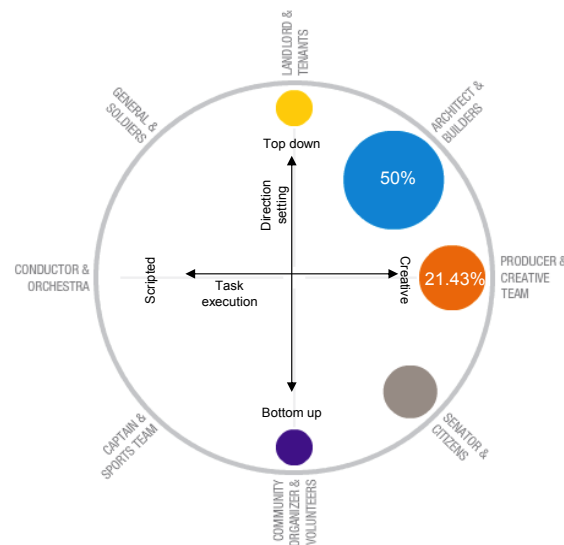 LANDLORD &
TENANTS
GENERAL &
SOLDIERS
ARCHITECT &
BUILDERS
Top down
50%
Direction
setting
CONDUCTOR &
ORCHESTRA
Scripted
Task
execution
Creative
21.43%
PRODUCER &
CREATIVE
TEAM
Bottom up
CAPTAIN &
SPORTS TEAM
SENATOR &
CITIZENS
COMMUNITY
ORGANIZER &
VOLUNTEERS